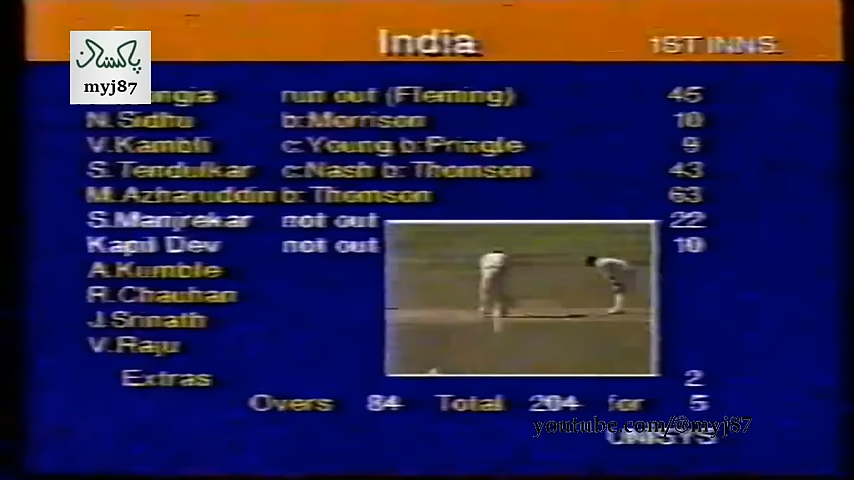 India 1ST INNS.
پاکستان
myj87
run out (Fleming) 45
N.Sidhu b:Morrison 10
V.Kambli c:Young b:Pringle 9
S.Tendulkar c:Nash b:Thomson 43
M.Azharuddin b:Thomson 63
S.Manjrekar not out 22
Kapil Dev not out 10
A.Kumble
R.Chauhan
J.Srinath
V.Raju
Extras 2
Overs 84 Total 204 for 5
youtube.com/@myj87
UNISYS